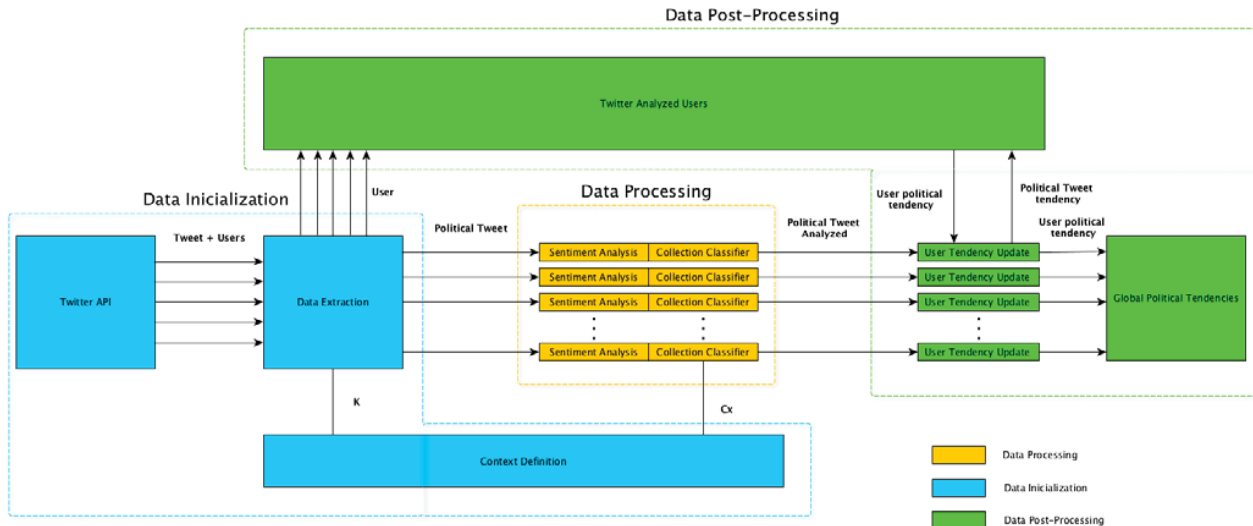 Data Post-Processing
Twitter Analyzed Users
User
Data Inicialization
Data Processing
User political
tendency
Political Tweet
tendency
User political
tendency
Tweet + Users
Political Tweet
Political Tweet
Analyzed
Twitter API
Data Extraction
Sentiment Analysis
Collection Classifier
User Tendency Update
Sentiment Analysis
Collection Classifier
User Tendency Update
Sentiment Analysis
Collection Classifier
User Tendency Update
Global Political Tendencies
Sentiment Analysis
Collection Classifier
User Tendency Update
K
Cx
Context Definition
Data Processing
Data Inicialization
Data Post-Processing